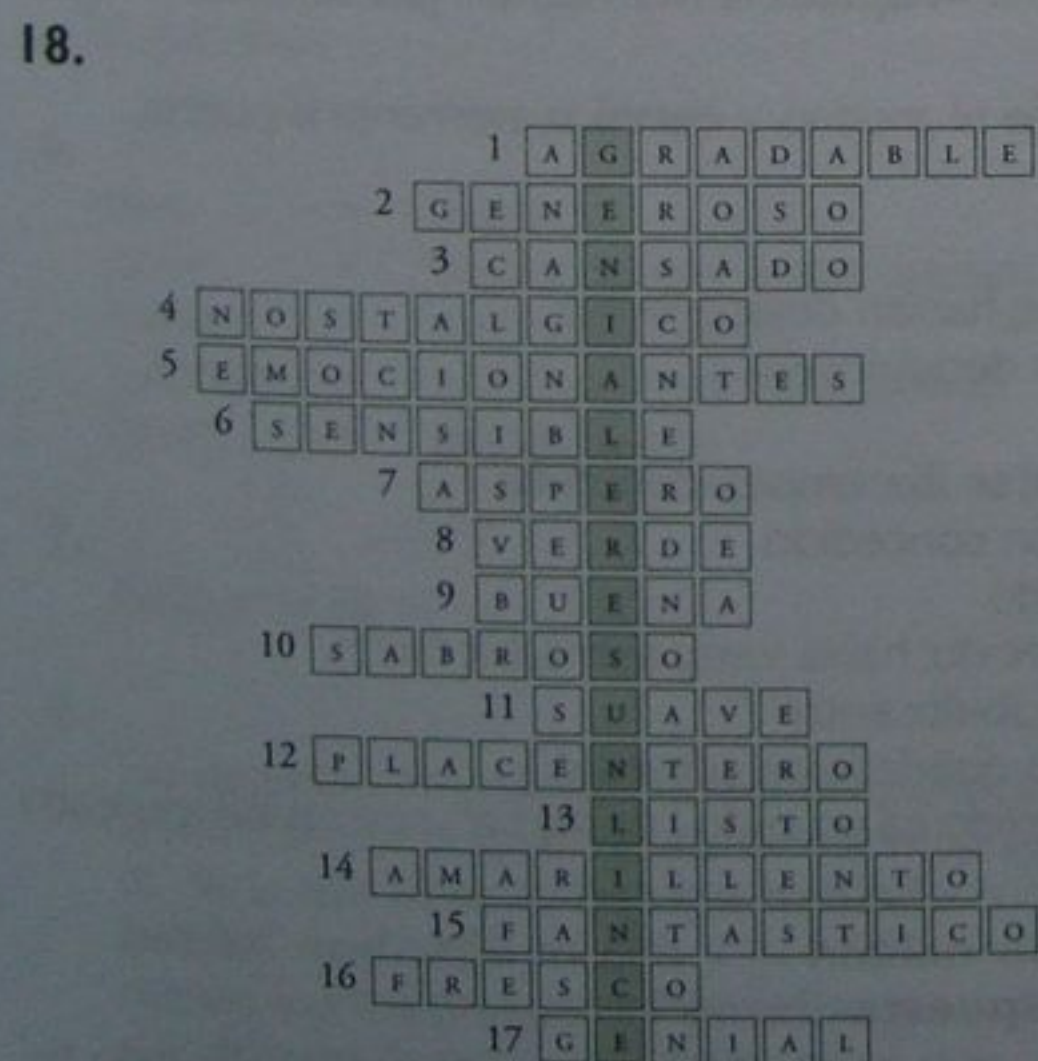 18.
1 AGRADABLE
2 GENEROSO
3 CANSADO
4 NOSTALGICO
5 EMOCIONANTES
6 SENSIBLE
7 ASPERO
8 VERDE
9 BUENA
10 SABROSO
11 SUAVE
12 PLACENTERO
13 LISTO
14 AMARILLENTO
15 FANTASTICO
16 FRESCO
17 GENIAL